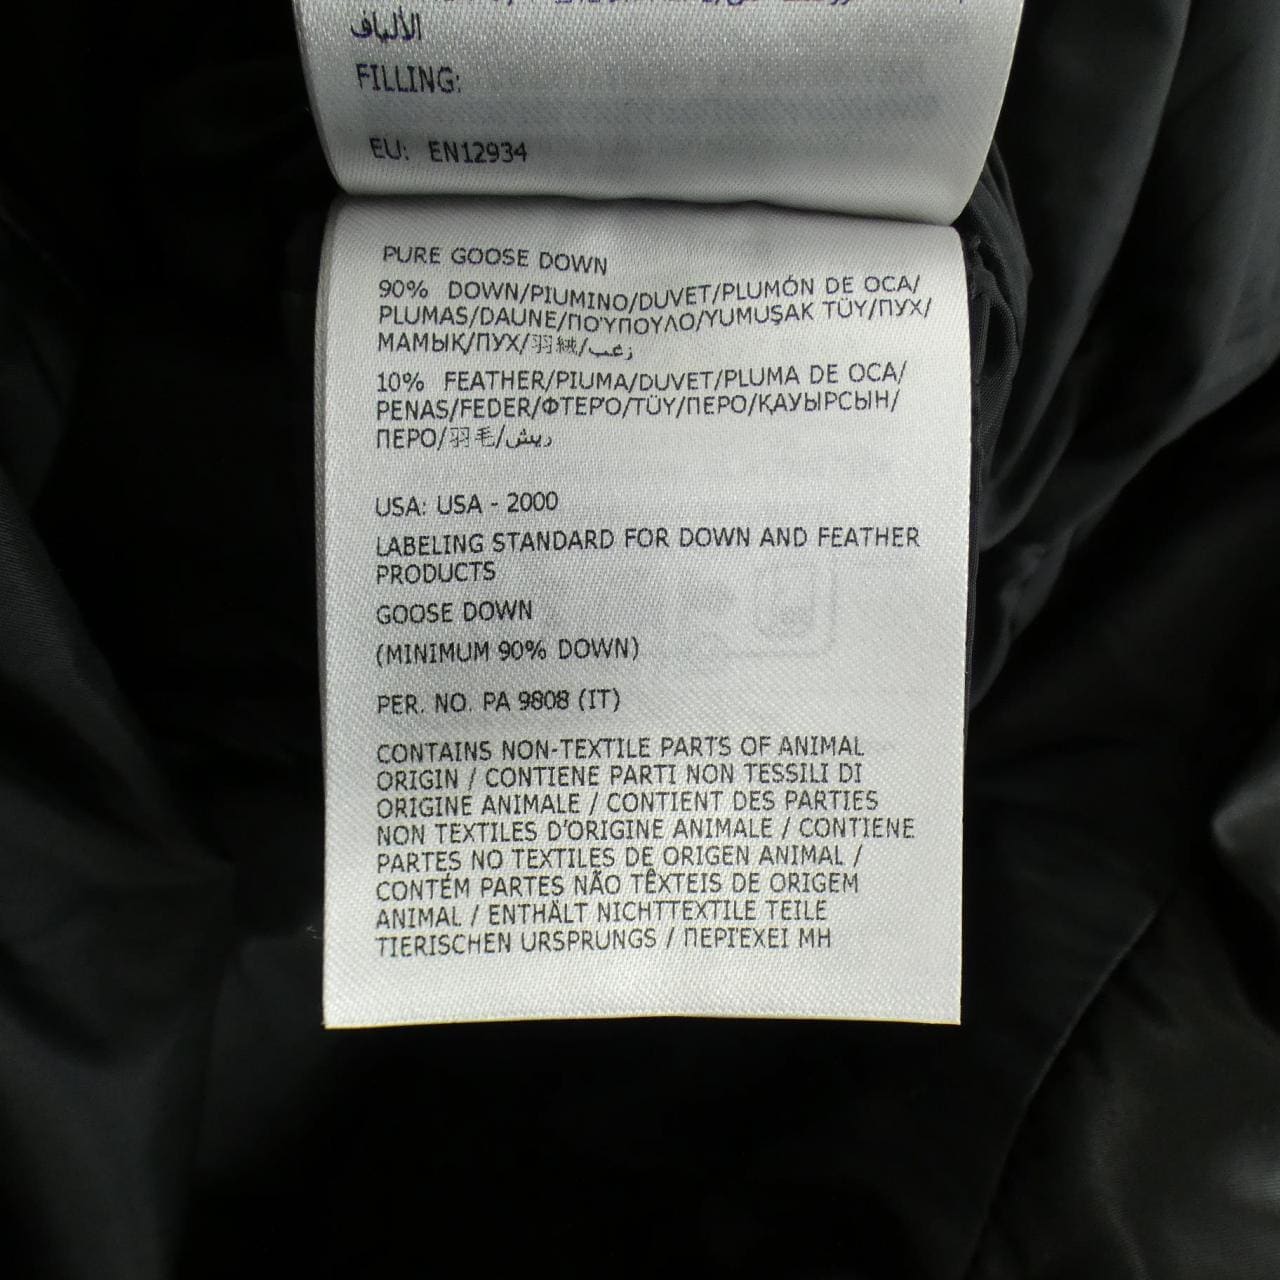 الألياف
FILLING:
EU: EN12934
PURE GOOSE DOWN
90% DOWN/PIUMINO/DUVET/PLUMÓN DE OCA/
PLUMAS/DAUNE/ΠΟΎΠΟΥΛΟ/YUMUŞAK TÜY/ПУХ/
МАМЫҚ/ПУХ/羽絨/زغب
10% FEATHER/PIUMA/DUVET/PLUMA DE OCA/
PENAS/FEDER/ΦΤΕΡΌ/TÜY/ПЕРО/ҚАУЫРСЫН/
ПЕРО/羽毛/ريش
USA: USA - 2000
LABELING STANDARD FOR DOWN AND FEATHER
PRODUCTS
GOOSE DOWN
(MINIMUM 90% DOWN)
PER. NO. PA 9808 (IT)
CONTAINS NON-TEXTILE PARTS OF ANIMAL
ORIGIN / CONTIENE PARTI NON TESSILI DI
ORIGINE ANIMALE / CONTIENT DES PARTIES
NON TEXTILES D'ORIGINE ANIMALE / CONTIENE
PARTES NO TEXTILES DE ORIGEN ANIMAL /
CONTÉM PARTES NÃO TÊXTEIS DE ORIGEM
ANIMAL / ENTHÄLT NICHTTEXTILE TEILE
TIERISCHEN URSPRUNGS / ΠΕΡΙΈΧΕΙ ΜΗ